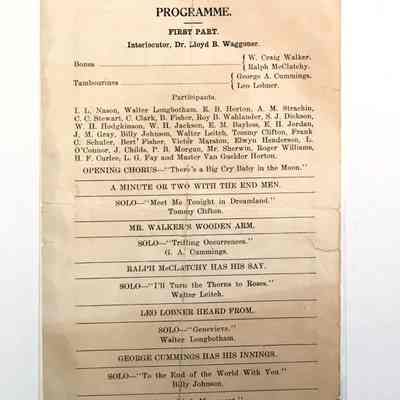 PROGRAMME.
FIRST PART.
Interlocutor, Dr. Lloyd B. Waggoner.
Bones { W. Craig Walker.
Ralph McClatchy.
Tambourines { George A. Cummings.
Leo Lobner.
Participants.
I. L. Nason, Walter Longbotham, E. B. Horton, A. M. Strachin,
C. C. Stewart, C. Clark, B. Fisher, Roy B. Wahlander, S. J. Dickson,
W. H. Hodgkinson, W. H. Jackson, E. M. Bayless, E. H. Jordan,
J. M. Gray, Billy Johnson, Walter Leitch, Tommy Clifton, Frank
C. Schuler, Bert Fisher, Victor Marston, Elwyn Henderson, L.
O'Connor, J. Childs, P. B. Morgan, Mr. Sherwin, Roger Williams,
H. F. Curlee, L. G. Fay and Master Van Guelder Horton.
OPENING CHORUS—"There's a Big Cry Baby in the Moon."
A MINUTE OR TWO WITH THE END MEN.
SOLO—"Meet Me Tonight in Dreamland."
Tommy Clifton.
MR. WALKER'S WOODEN ARM.
SOLO—"Trifling Occurrences."
G. A. Cummings.
RALPH McCLATCHY HAS HIS SAY.
SOLO—"I'll Turn the Thorns to Roses."
Walter Leitch.
LEO LOBNER HEARD FROM.
SOLO—"Genevieve."
Walter Longbotham.
GEORGE CUMMINGS HAS HIS INNINGS.
SOLO—"To the End of the World With You."
Billy Johnson.